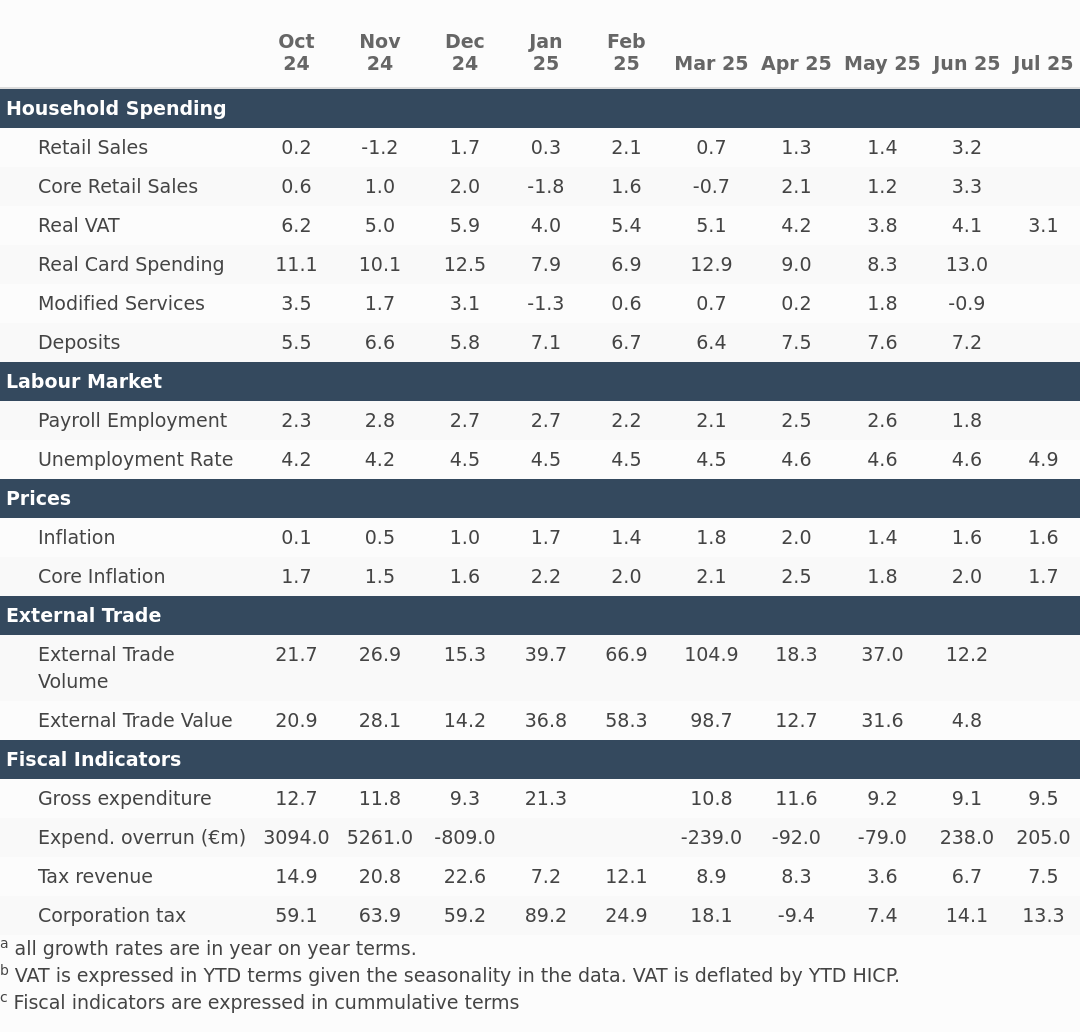 Oct 24 Nov 24 Dec 24 Jan 25 Feb 25 Mar 25 Apr 25 May 25 Jun 25 Jul 25
Household Spending
Retail Sales 0.2 -1.2 1.7 0.3 2.1 0.7 1.3 1.4 3.2
Core Retail Sales 0.6 1.0 2.0 -1.8 1.6 -0.7 2.1 1.2 3.3
Real VAT 6.2 5.0 5.9 4.0 5.4 5.1 4.2 3.8 4.1 3.1
Real Card Spending 11.1 10.1 12.5 7.9 6.9 12.9 9.0 8.3 13.0
Modified Services 3.5 1.7 3.1 -1.3 0.6 0.7 0.2 1.8 -0.9
Deposits 5.5 6.6 5.8 7.1 6.7 6.4 7.5 7.6 7.2
Labour Market
Payroll Employment 2.3 2.8 2.7 2.7 2.2 2.1 2.5 2.6 1.8
Unemployment Rate 4.2 4.2 4.5 4.5 4.5 4.5 4.6 4.6 4.6 4.9
Prices
Inflation 0.1 0.5 1.0 1.7 1.4 1.8 2.0 1.4 1.6 1.6
Core Inflation 1.7 1.5 1.6 2.2 2.0 2.1 2.5 1.8 2.0 1.7
External Trade
External Trade Volume 21.7 26.9 15.3 39.7 66.9 104.9 18.3 37.0 12.2
External Trade Value 20.9 28.1 14.2 36.8 58.3 98.7 12.7 31.6 4.8
Fiscal Indicators
Gross expenditure 12.7 11.8 9.3 21.3 10.8 11.6 9.2 9.1 9.5
Expend. overrun (€m) 3094.0 5261.0 -809.0 -239.0 -92.0 -79.0 238.0 205.0
Tax revenue 14.9 20.8 22.6 7.2 12.1 8.9 8.3 3.6 6.7 7.5
Corporation tax 59.1 63.9 59.2 89.2 24.9 18.1 -9.4 7.4 14.1 13.3
a all growth rates are in year on year terms.
b VAT is expressed in YTD terms given the seasonality in the data. VAT is deflated by YTD HICP.
c Fiscal indicators are expressed in cummulative terms